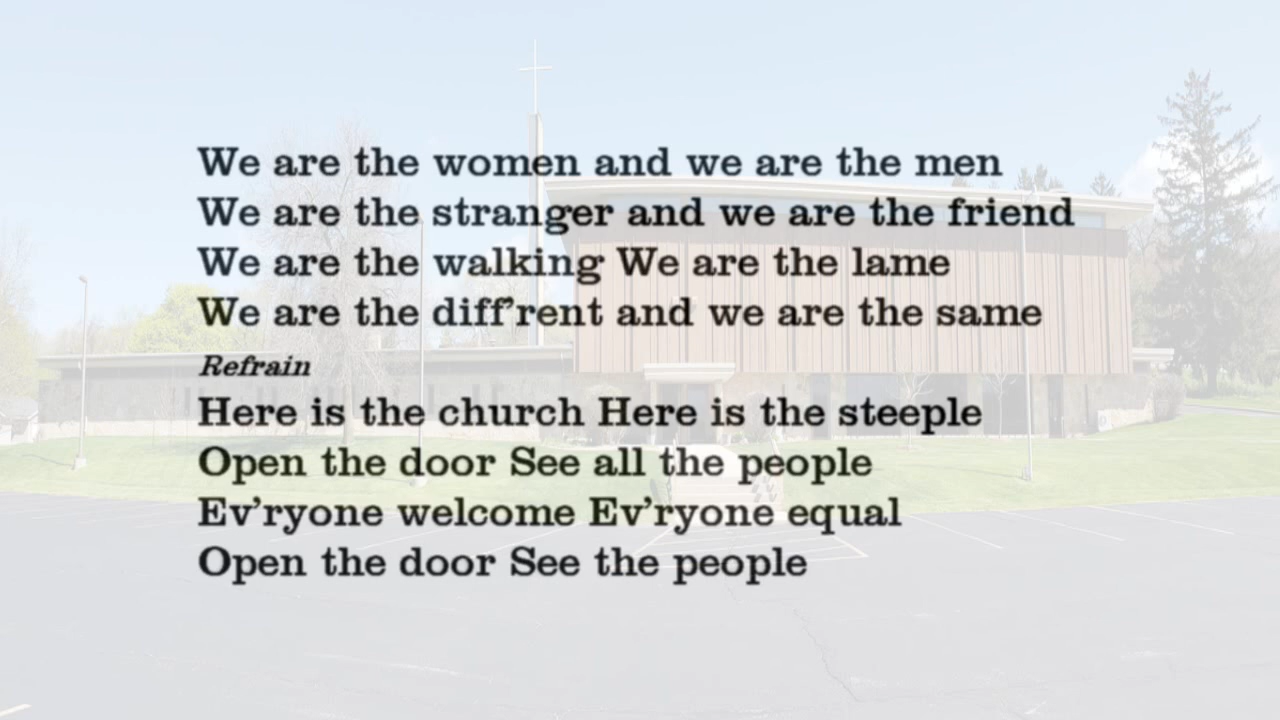 We are the women and we are the men
We are the stranger and we are the friend
We are the walking We are the lame
We are the diff’rent and we are the same
Refrain
Here is the church Here is the steeple
Open the door See all the people
Ev’ryone welcome Ev’ryone equal
Open the door See the people